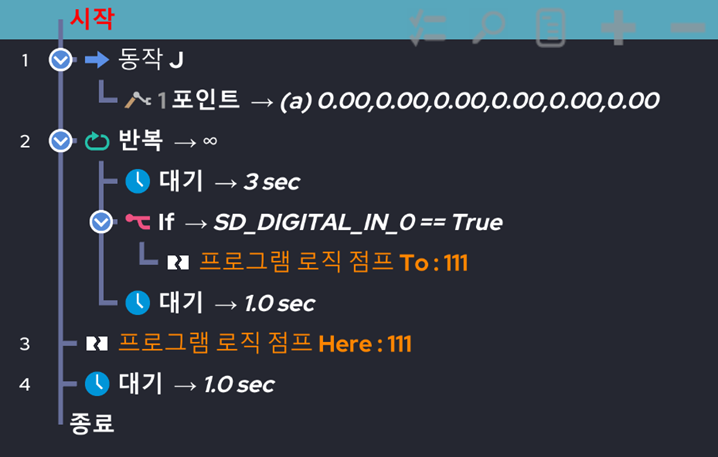 시작
1 동작 J
1 포인트 → (a) 0.00,0.00,0.00,0.00,0.00,0.00
2 반복 → ∞
대기 → 3 sec
If → SD_DIGITAL_IN_0 == True
프로그램 로직 점프 To : 111
대기 → 1.0 sec
3 프로그램 로직 점프 Here : 111
4 대기 → 1.0 sec
종료